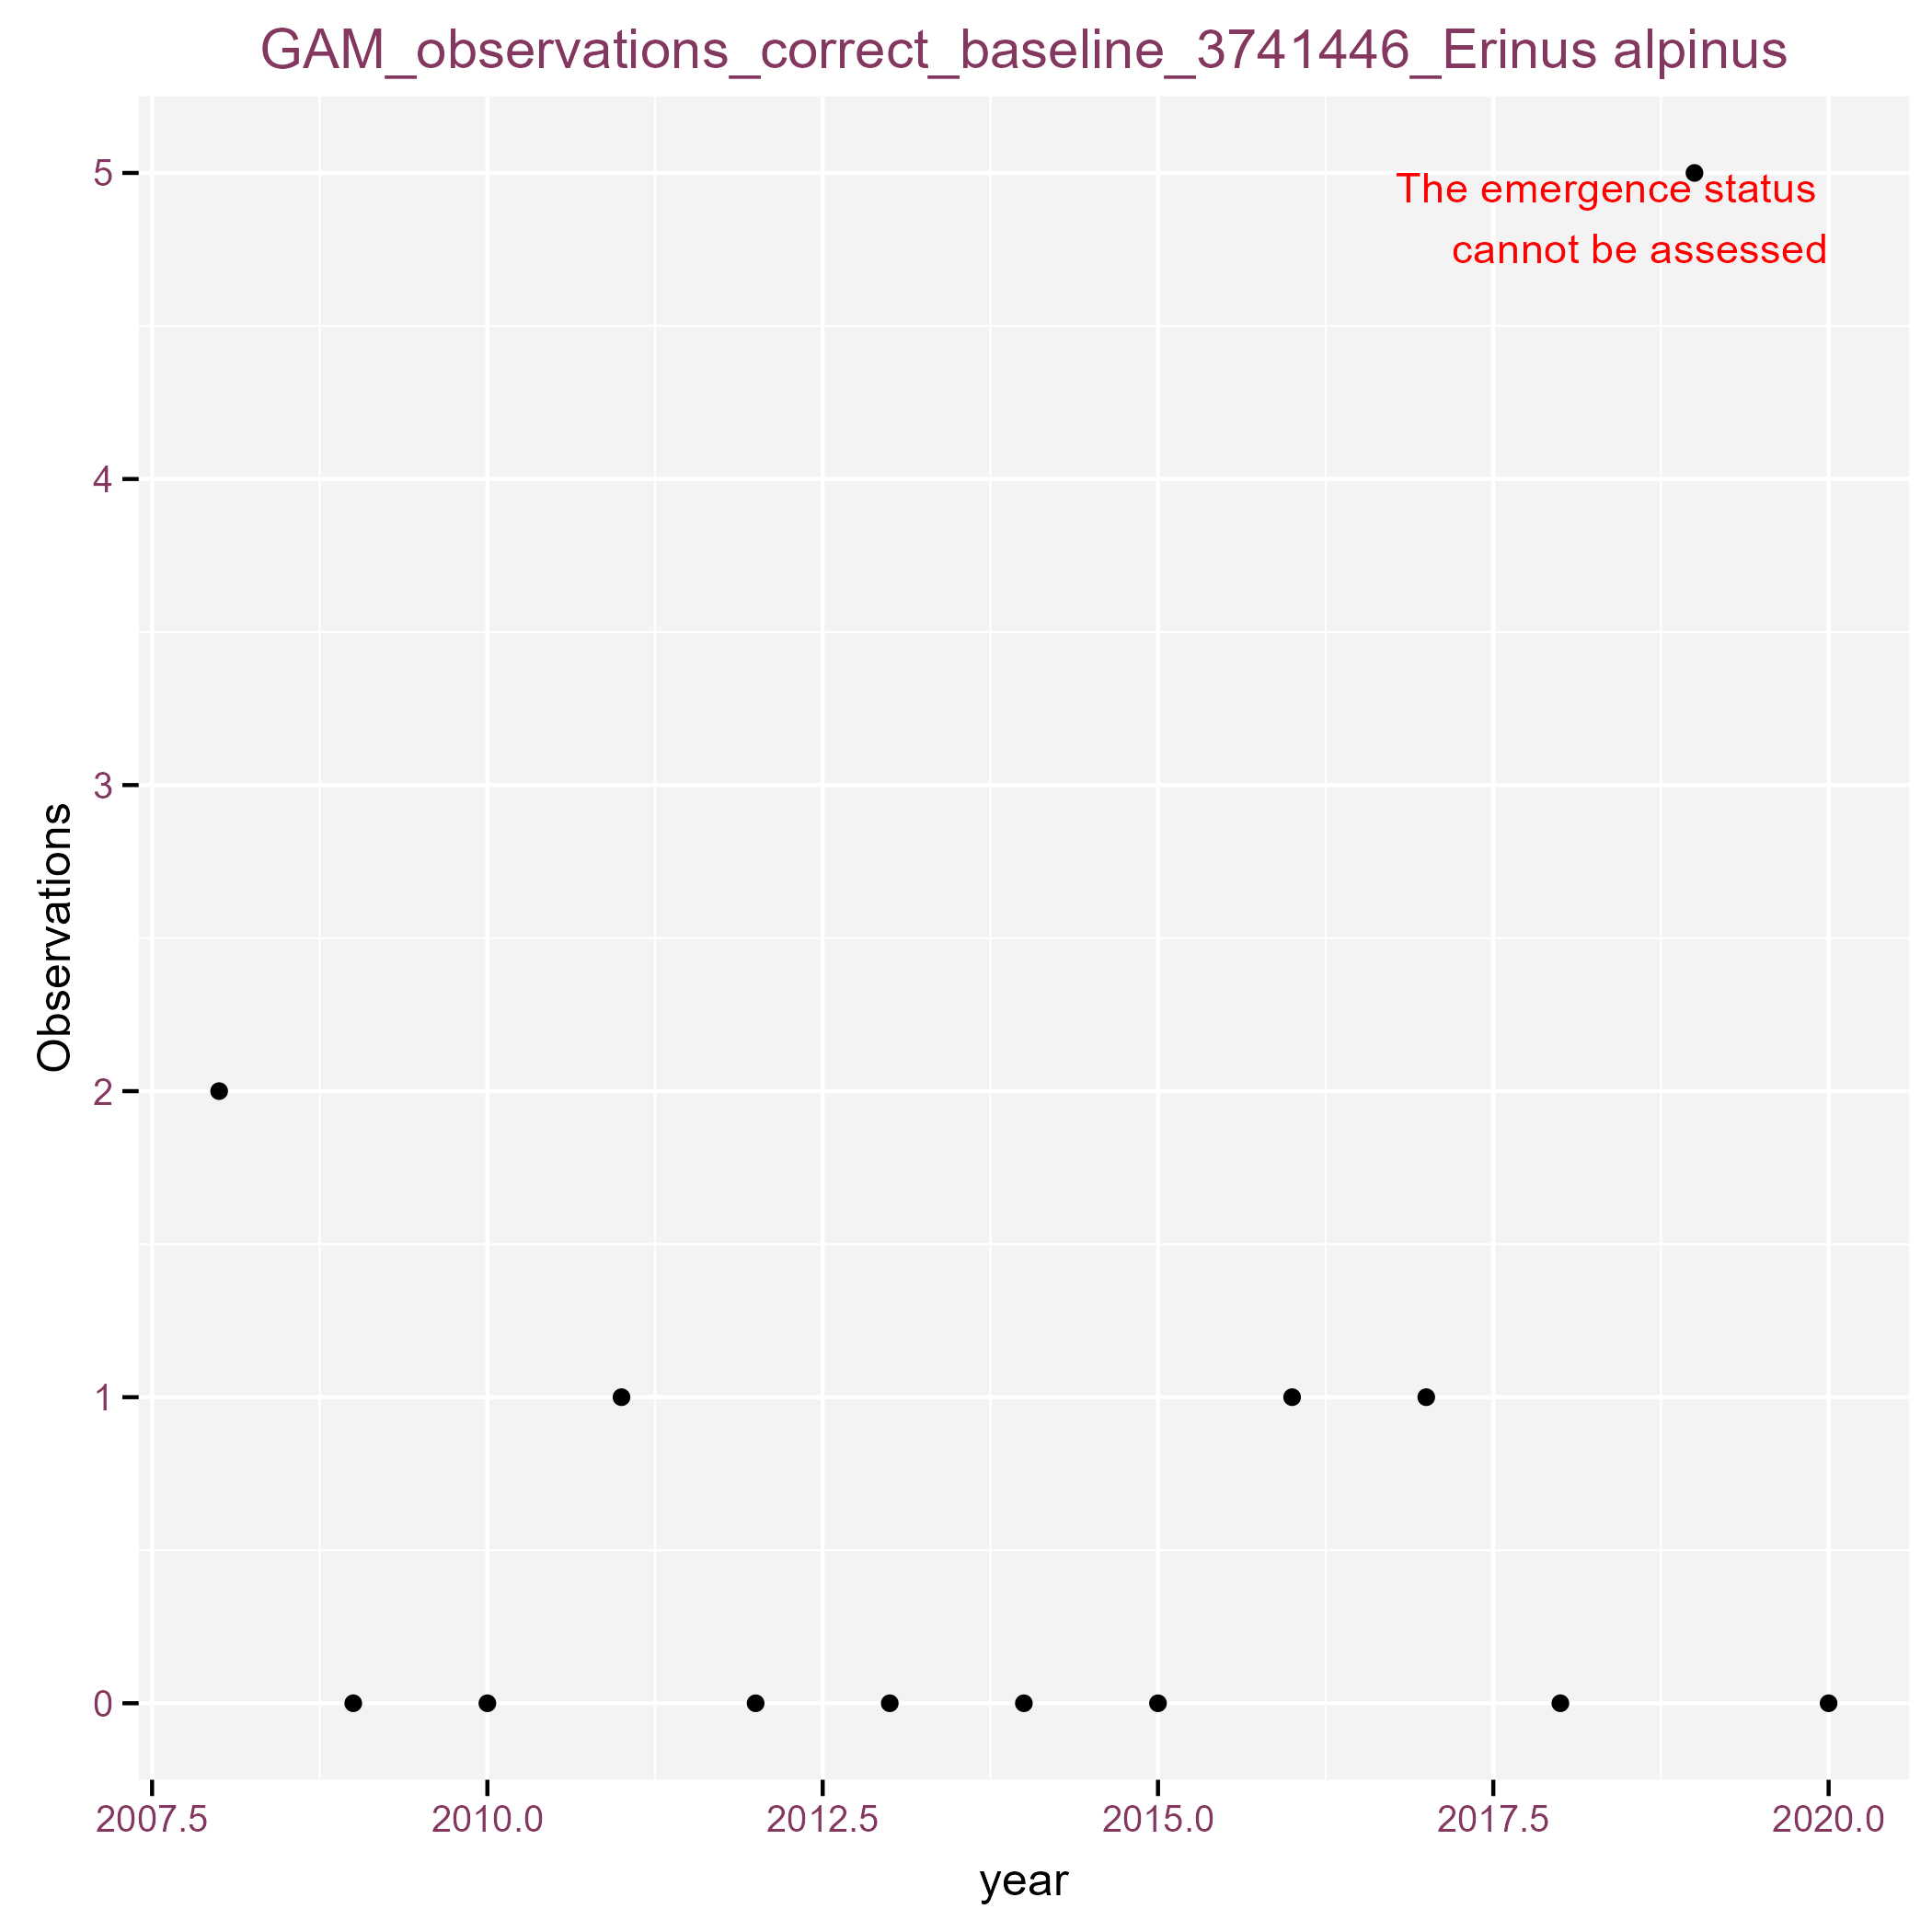 GAM_observations_correct_baseline_3741446_Erinus alpinus
The emergence status
cannot be assessed
Observations
5
4
3
2
1
0
2007.5 2010.0 2012.5 2015.0 2017.5 2020.0
year